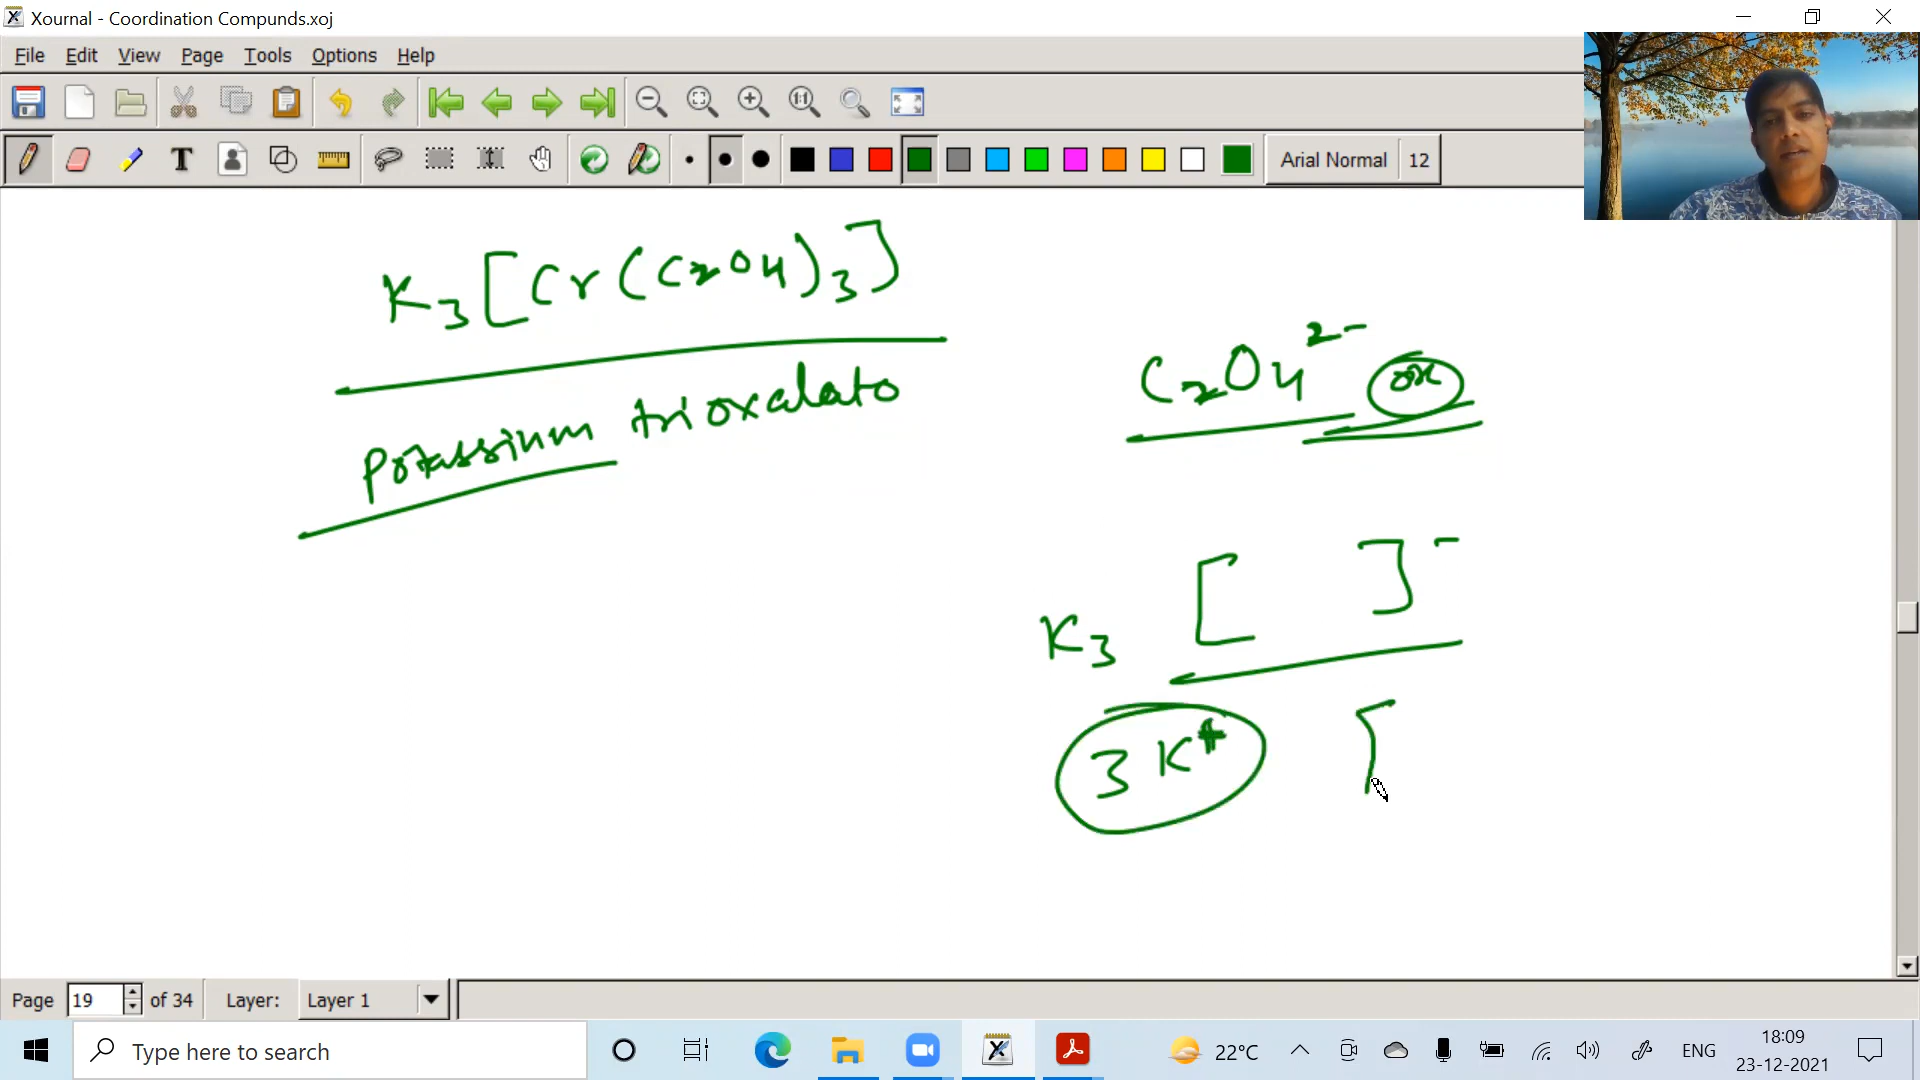 Xournal - Coordination Compunds.xoj
File Edit View Page Tools Options Help
Arial Normal 12
K3[Cr(C2O4)3]
C2O4 2- ox
Potassium trioxalato
K3 [ ]-
3 K+ [
Page 19 of 34 Layer: Layer 1
Type here to search
22°C
ENG
18:09
23-12-2021